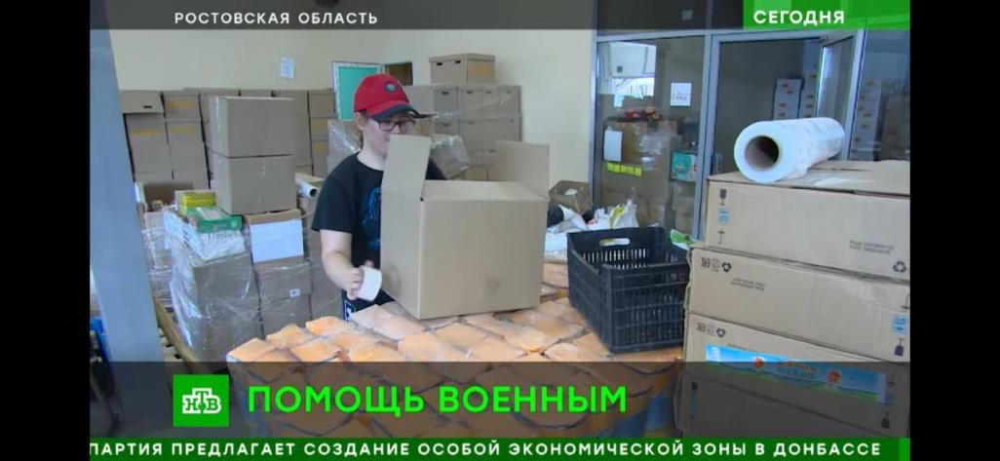 РОСТОВСКАЯ ОБЛАСТЬ
СЕГОДНЯ
НТВ
ПОМОЩЬ ВОЕННЫМ
ПАРТИЯ ПРЕДЛАГАЕТ СОЗДАНИЕ ОСОБОЙ ЭКОНОМИЧЕСКОЙ ЗОНЫ В ДОНБАССЕ